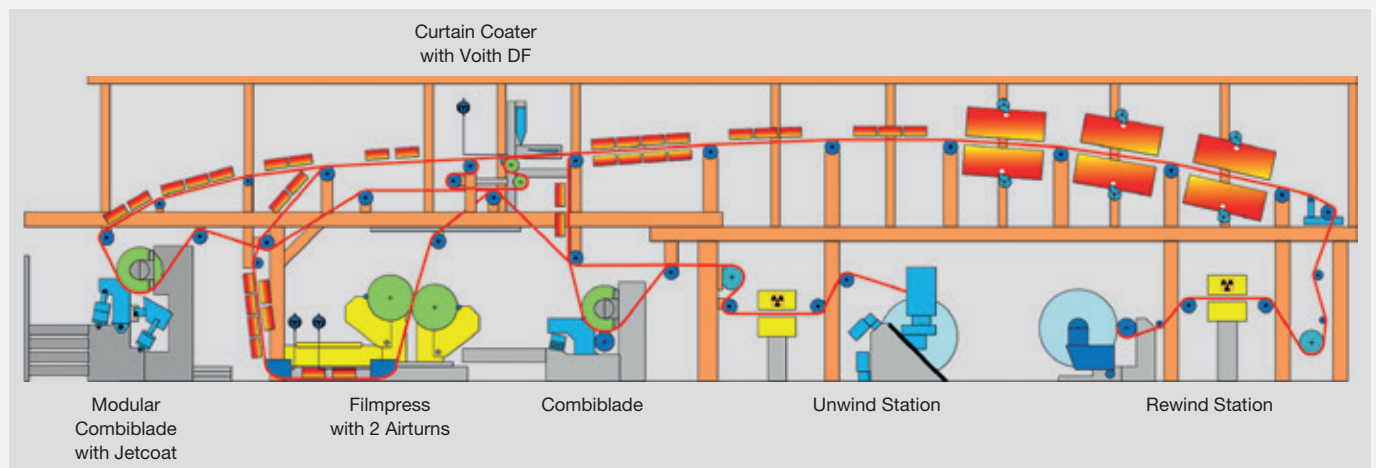 Curtain Coater
with Voith DF
Modular
Combiblade
with Jetcoat
Filmpress
with 2 Airturns
Combiblade
Unwind Station
Rewind Station